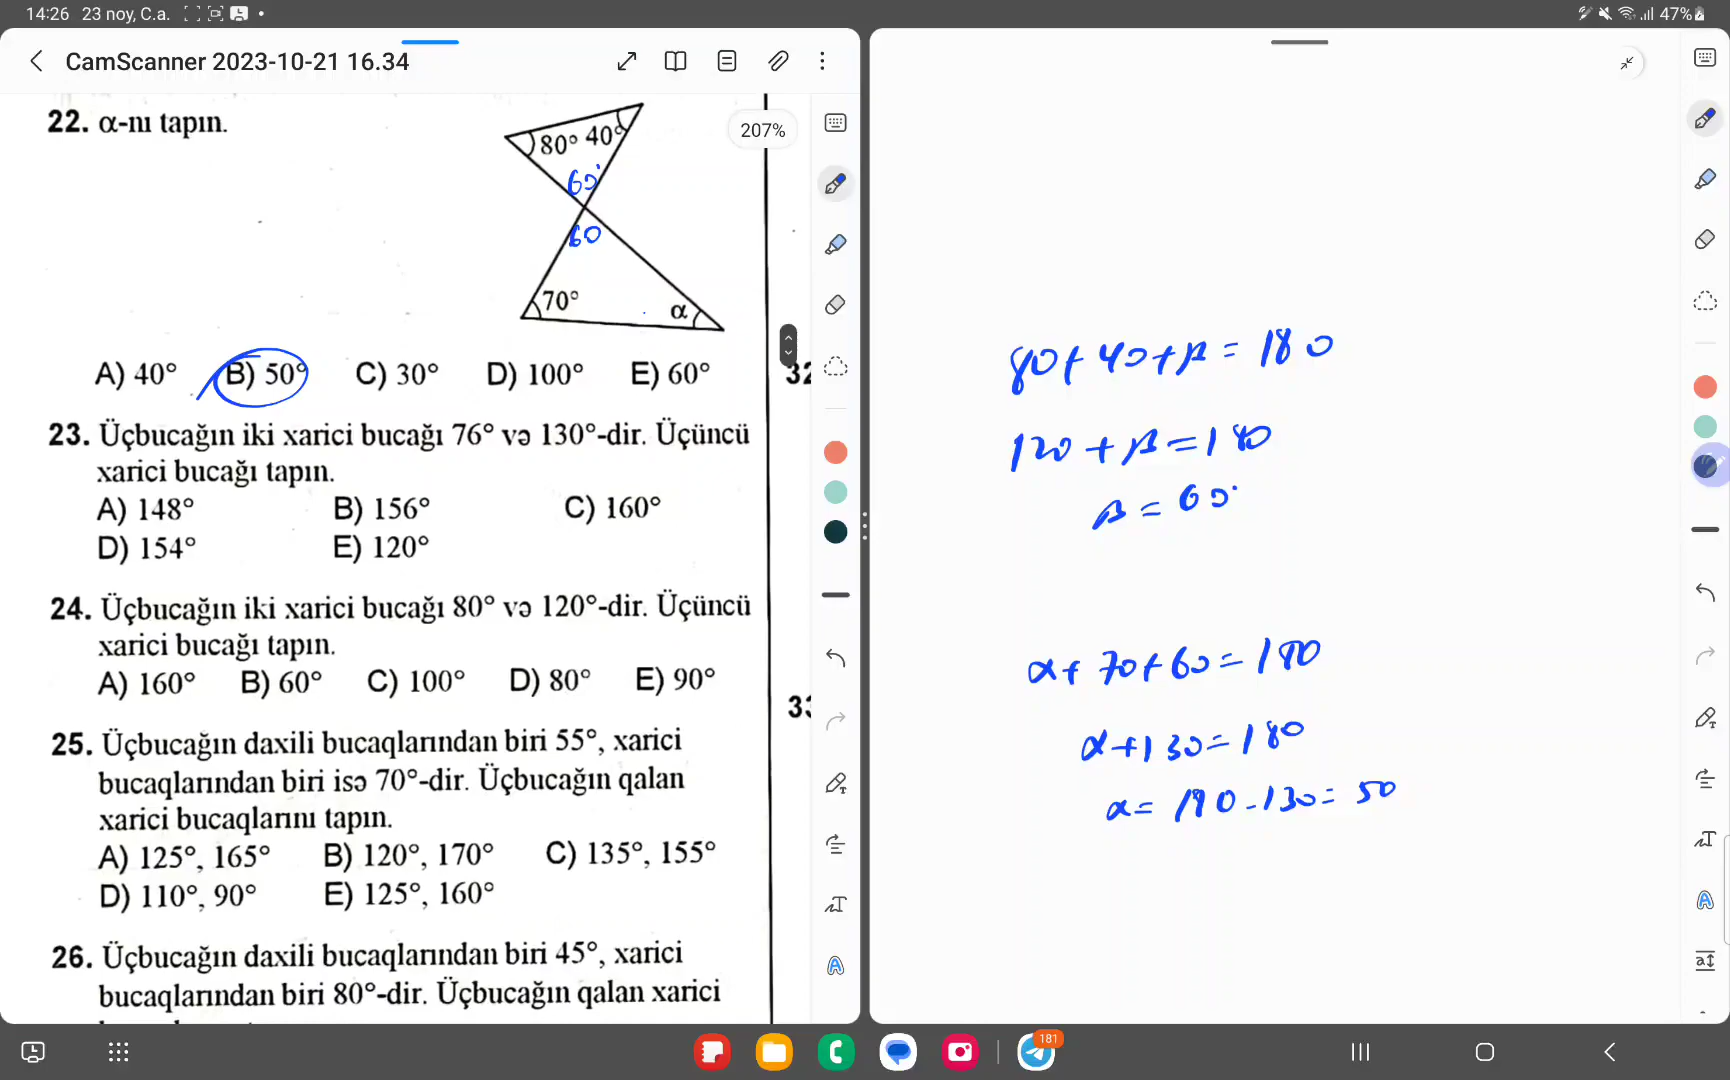 14:26 23 noy, C.a.
47%
CamScanner 2023-10-21 16.34
207%
22. α-nı tapın.
80° 40°
60°
60
70°
α
A) 40° B) 50° C) 30° D) 100° E) 60°
32
23. Üçbucağın iki xarici bucağı 76° və 130°-dir. Üçüncü
xarici bucağı tapın.
A) 148° B) 156° C) 160°
D) 154° E) 120°
24. Üçbucağın iki xarici bucağı 80° və 120°-dir. Üçüncü
xarici bucağı tapın.
A) 160° B) 60° C) 100° D) 80° E) 90°
25. Üçbucağın daxili bucaqlarından biri 55°, xarici
bucaqlarından biri isə 70°-dir. Üçbucağın qalan
xarici bucaqlarını tapın.
A) 125°, 165° B) 120°, 170° C) 135°, 155°
D) 110°, 90° E) 125°, 160°
26. Üçbucağın daxili bucaqlarından biri 45°, xarici
bucaqlarından biri 80°-dir. Üçbucağın qalan xarici
80+40+β=180
120+β=180
β=60°
α+70+60=180
α+130=180
α=180-130=50
181